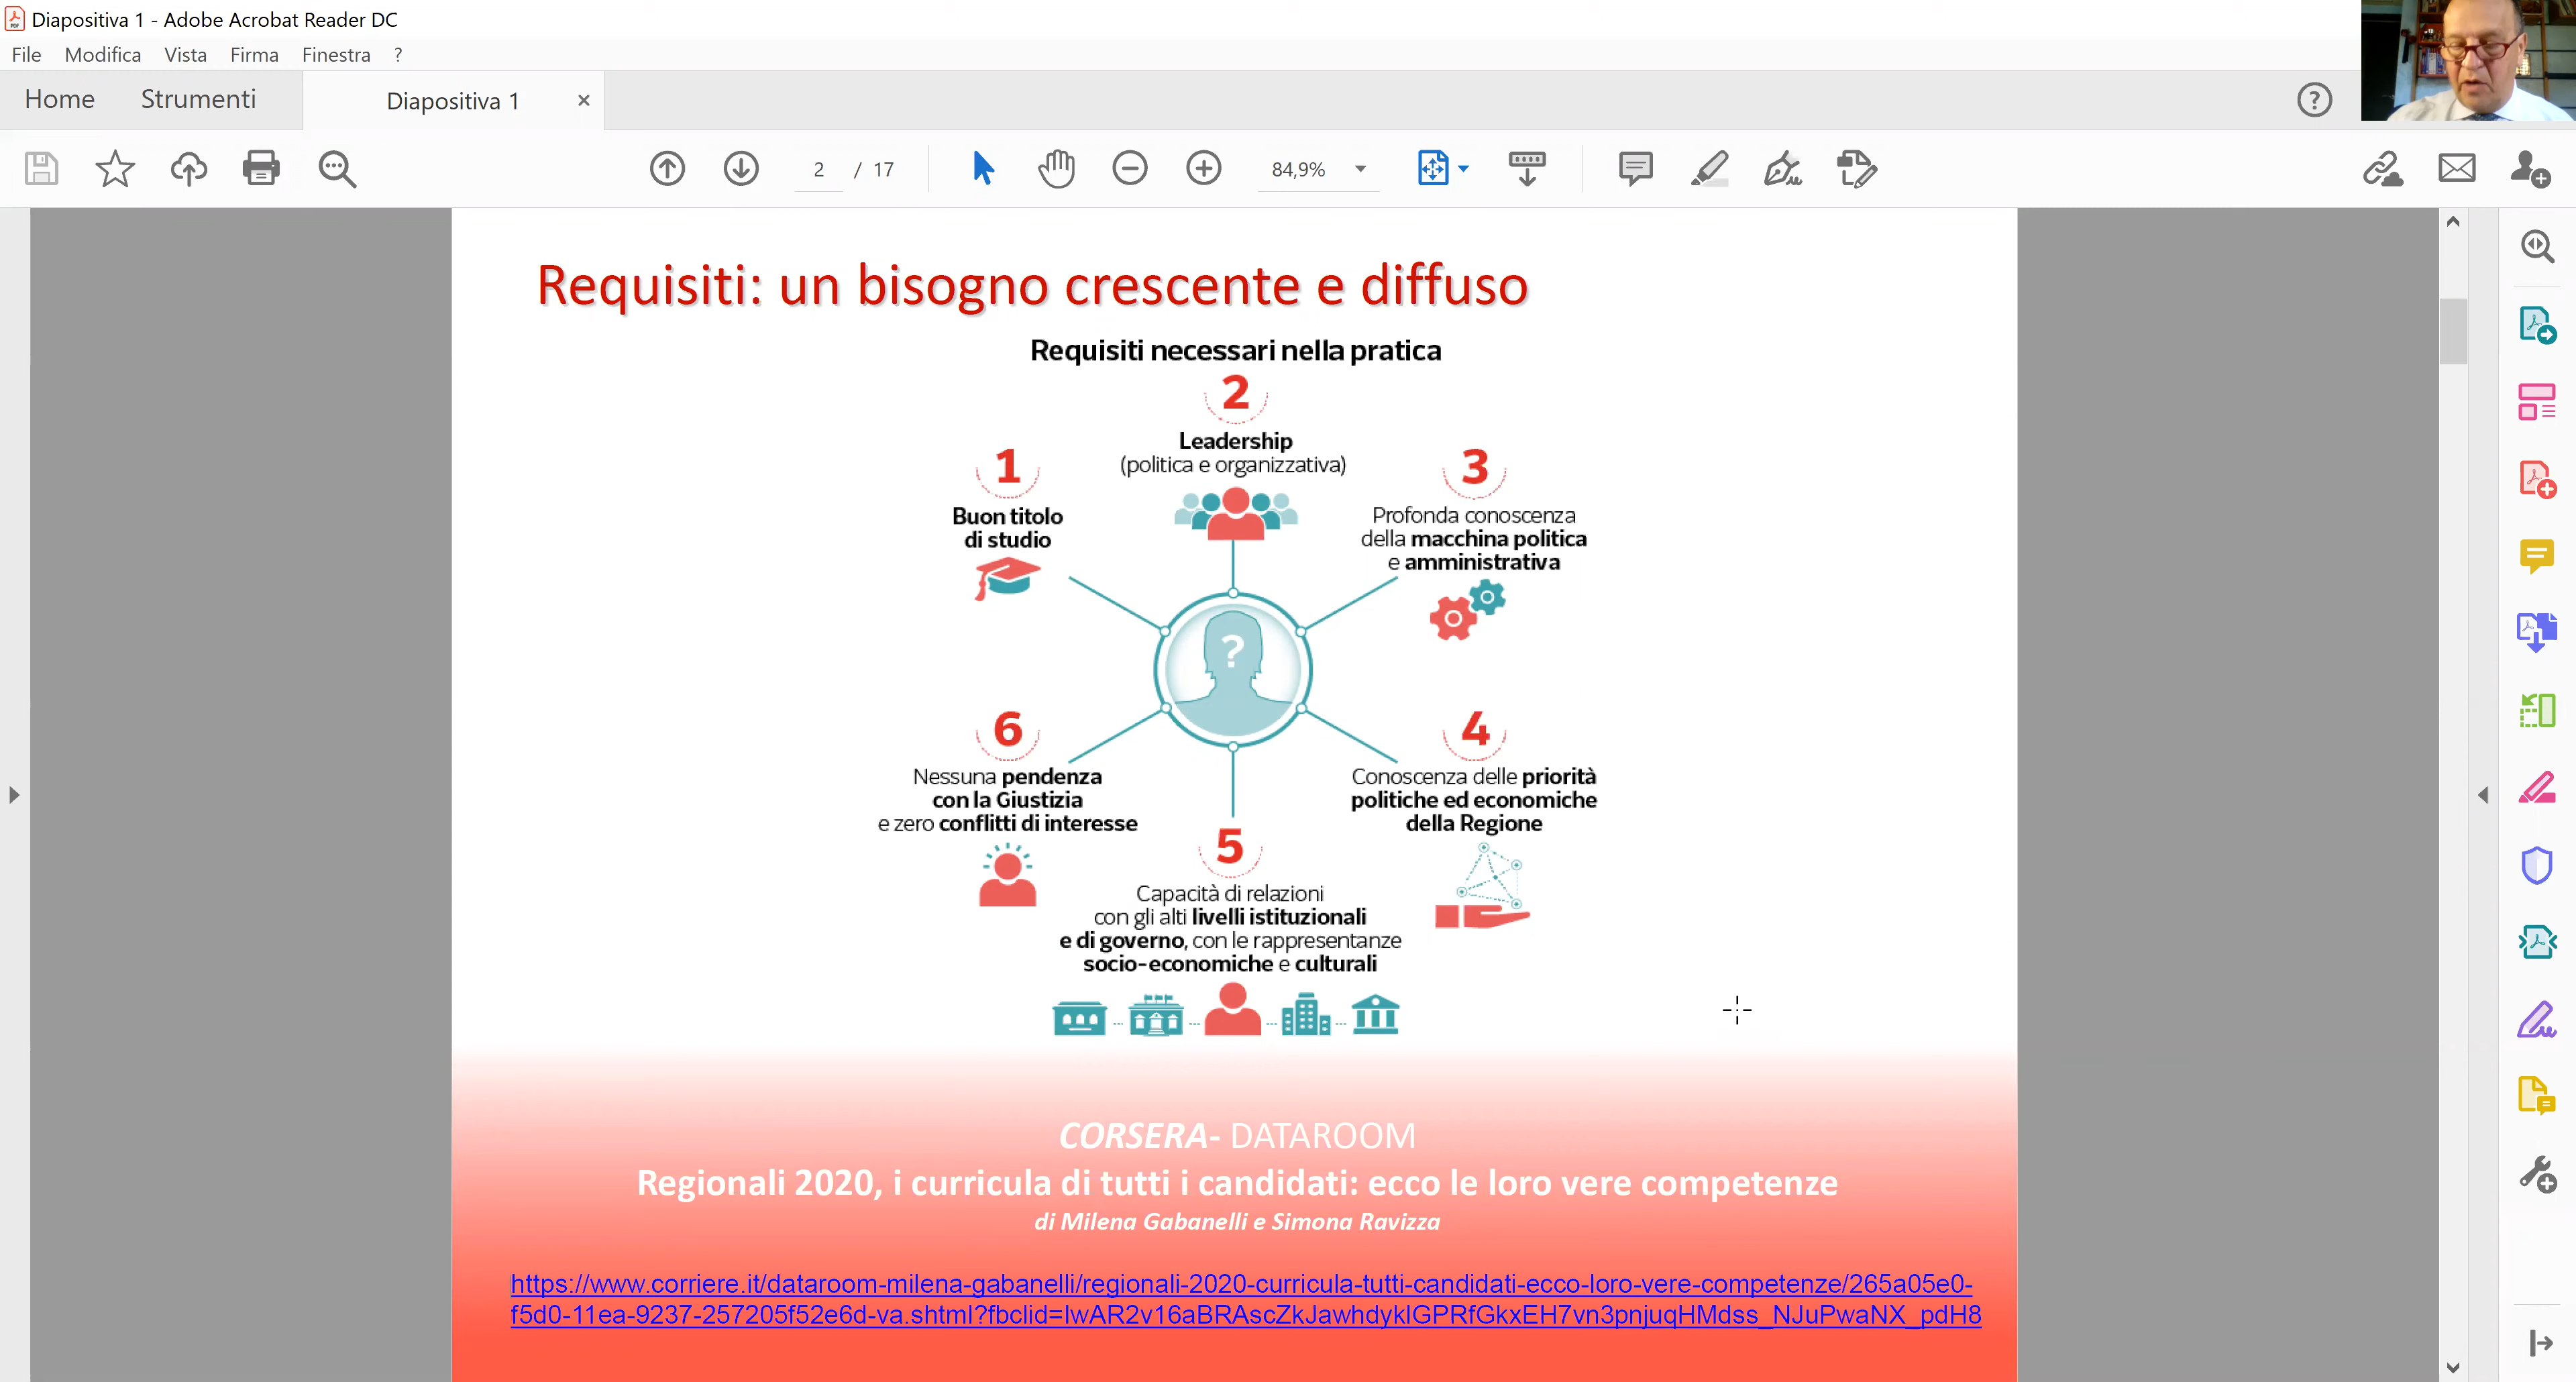 Diapositiva 1 - Adobe Acrobat Reader DC
File Modifica Vista Firma Finestra ?
Home Strumenti Diapositiva 1 ×
2 / 17 84,9%
Requisiti: un bisogno crescente e diffuso
Requisiti necessari nella pratica
1
Buon titolo
di studio
2
Leadership
(politica e organizzativa)
3
Profonda conoscenza
della macchina politica
e amministrativa
?
4
Conoscenza delle priorità
politiche ed economiche
della Regione
5
Capacità di relazioni
con gli alti livelli istituzionali
e di governo, con le rappresentanze
socio-economiche e culturali
6
Nessuna pendenza
con la Giustizia
e zero conflitti di interesse
CORSERA- DATAROOM
Regionali 2020, i curricula di tutti i candidati: ecco le loro vere competenze
di Milena Gabanelli e Simona Ravizza
https://www.corriere.it/dataroom-milena-gabanelli/regionali-2020-curricula-tutti-candidati-ecco-loro-vere-competenze/265a05e0-
f5d0-11ea-9237-257205f52e6d-va.shtml?fbclid=IwAR2v16aBRAscZkJawhdyklGPRfGkxEH7vn3pnjuqHMdss_NJuPwaNX_pdH8